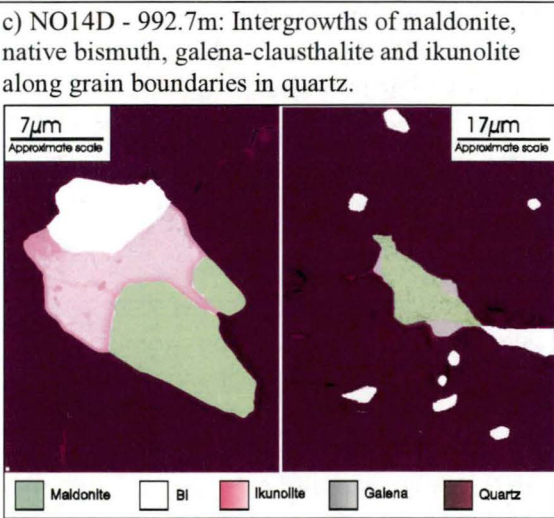 c) NO14D - 992.7m: Intergrowths of maldonite,
native bismuth, galena-clausthalite and ikunolite
along grain boundaries in quartz.
7µm
Approximate scale
17µm
Approximate scale
Maldonite
Bi
Ikunolite
Galena
Quartz